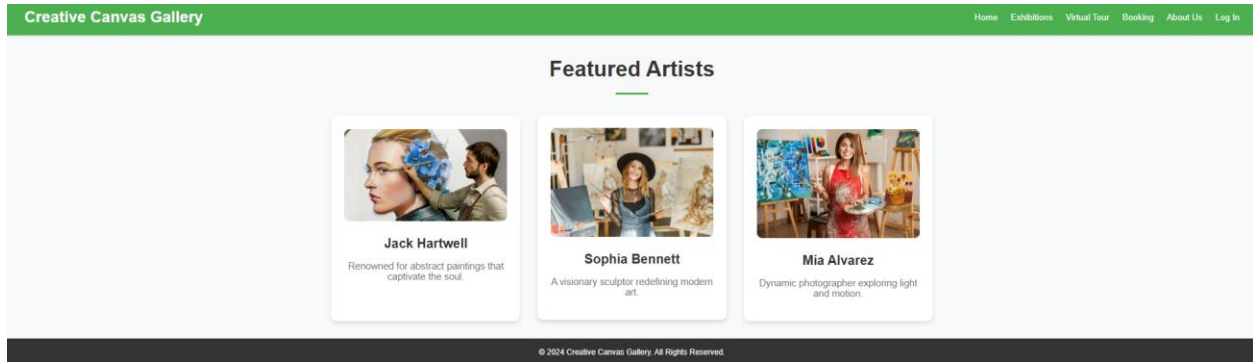 Creative Canvas Gallery
Home Exhibitions Virtual Tour Booking About Us Log In
Featured Artists
Jack Hartwell
Renowned for abstract paintings that
captivate the soul.
Sophia Bennett
A visionary sculptor redefining modern
art.
Mia Alvarez
Dynamic photographer exploring light
and motion.
© 2024 Creative Canvas Gallery. All Rights Reserved.